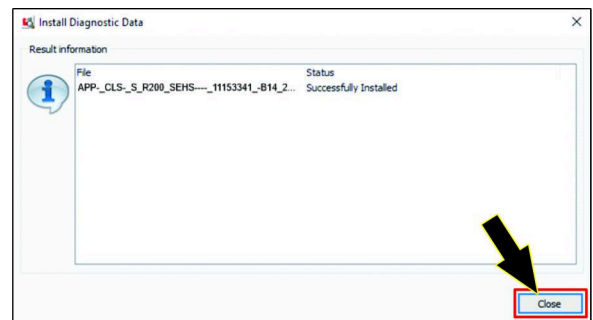 Install Diagnostic Data
Result information
File Status
APP-_CLS-_S_R200_SEHS----_11153341_-B14_2... Successfully Installed
Close